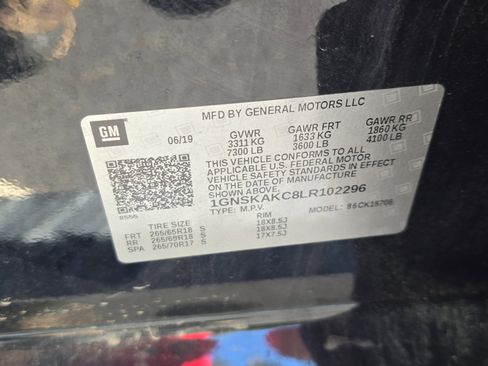 MFD BY GENERAL MOTORS LLC
GM
06/19 GVWR GAWR FRT GAWR RR
3311 KG 1633 KG 1860 KG
7300 LB 3600 LB 4100 LB
THIS VEHICLE CONFORMS TO ALL
APPLICABLE U.S. FEDERAL MOTOR
VEHICLE SAFETY STANDARDS IN EFFECT
ON THE DATE OF MANUFACTURE SHOWN ABOVE.
1GNSKAKC8LR102296
TYPE: M.P.V. MODEL:
TIRE SIZE RIM
FRT 265/65R18 S 18X8.5J
RR 265/65R18 S 18X8.5J
SPA 265/70R17 S 17X7.5J